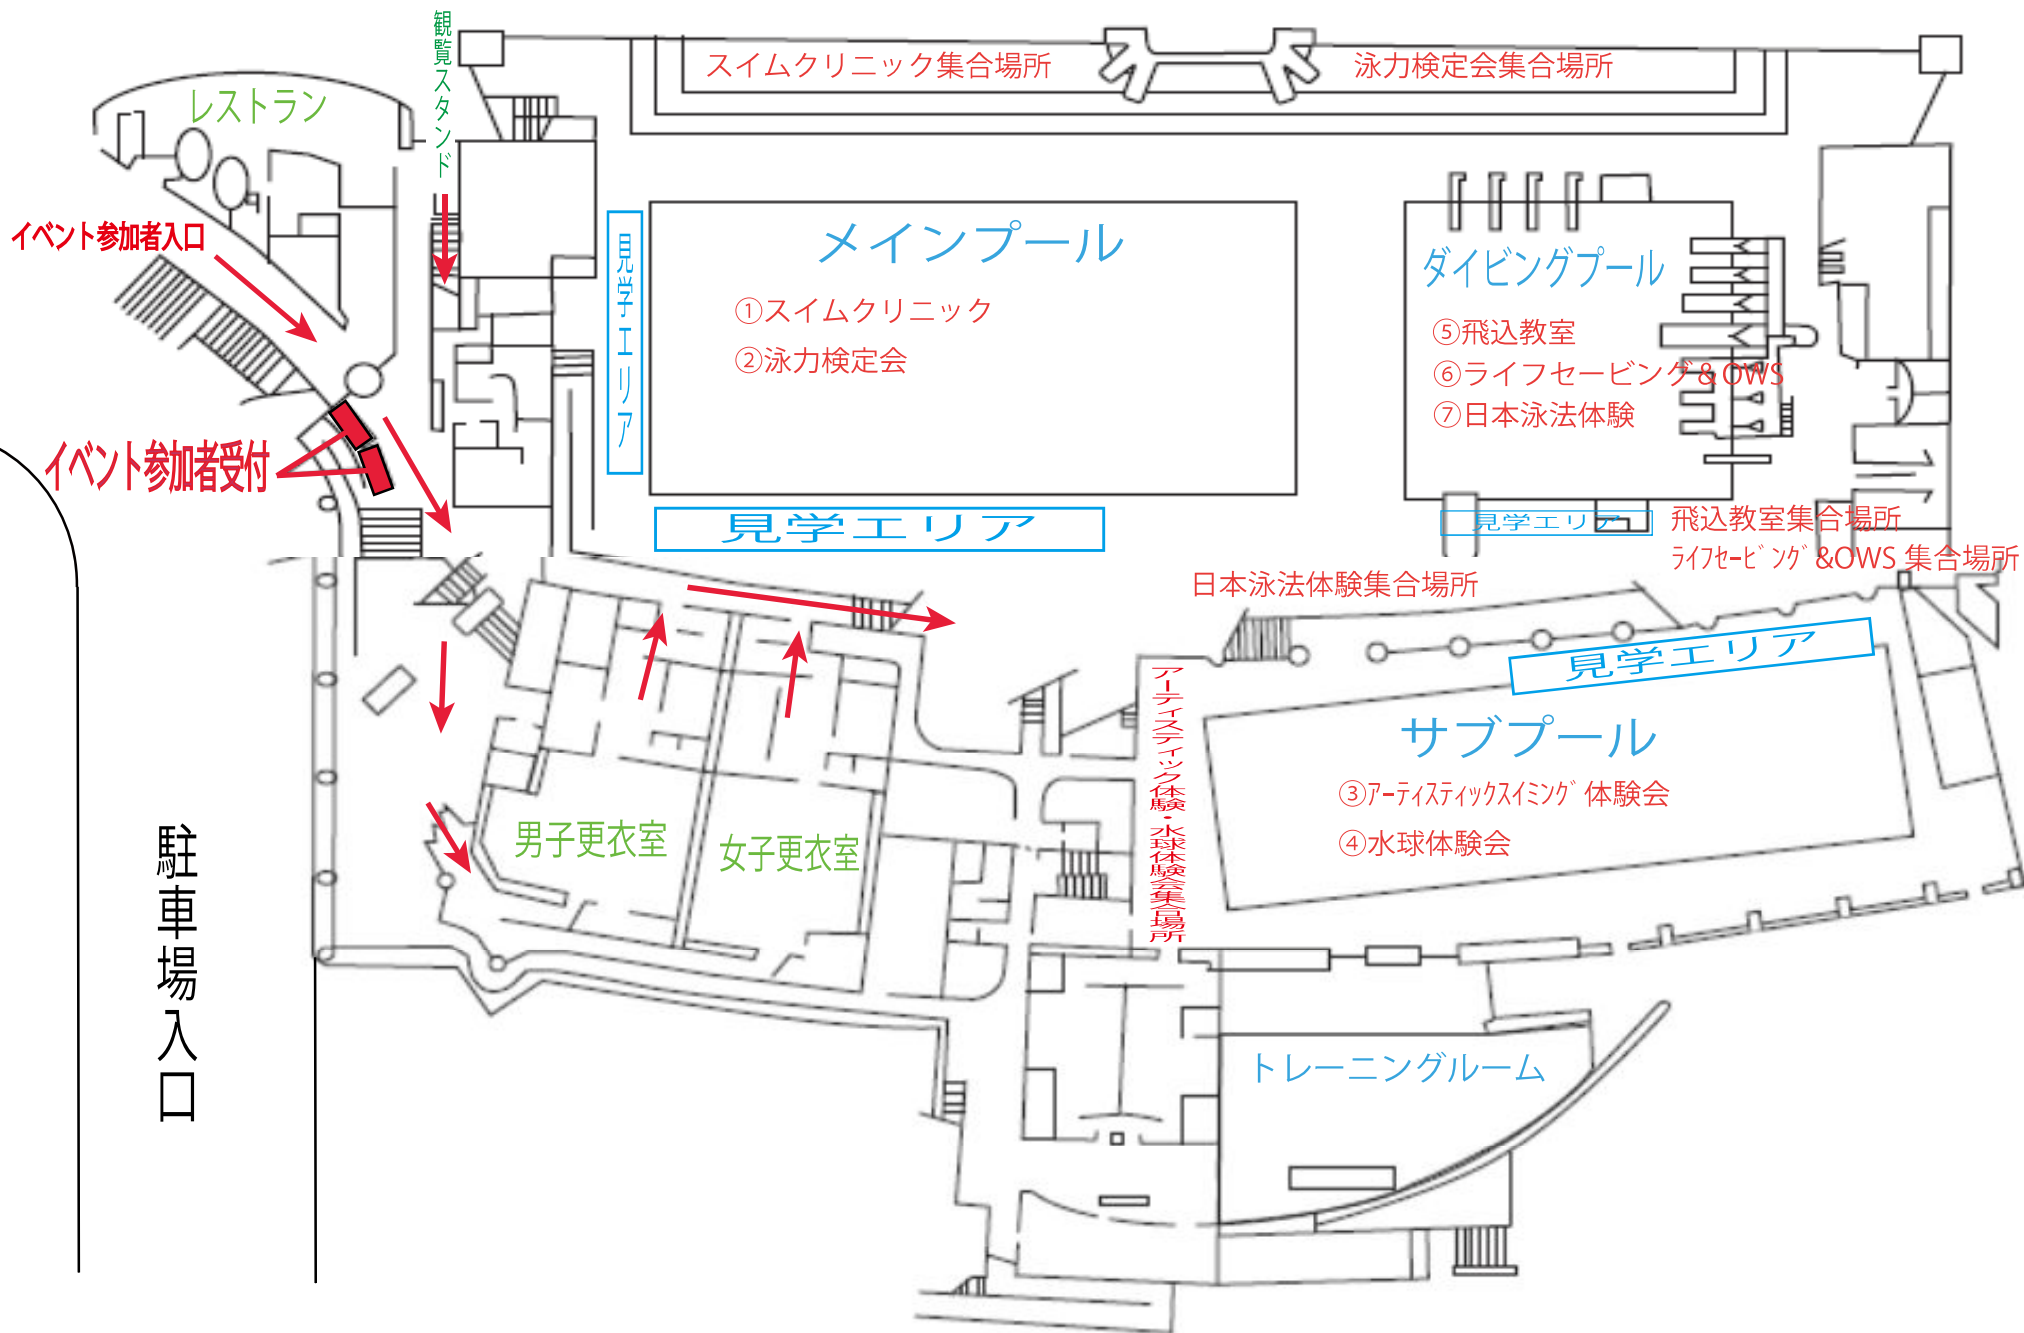 観覧スタンド
スイムクリニック集合場所
泳力検定会集合場所
レストラン
イベント参加者入口
見学エリア
メインプール
①スイムクリニック
②泳力検定会
ダイビングプール
⑤飛込教室
⑥ライフセービング&OWS
⑦日本泳法体験
イベント参加者受付
見学エリア
見学エリア
飛込教室集合場所
ライフセービング&OWS 集合場所
日本泳法体験集合場所
見学エリア
アーティスティック体験・水球体験会集合場所
サブプール
③アーティスティックスイミング体験会
④水球体験会
男子更衣室
女子更衣室
駐車場入口
トレーニングルーム